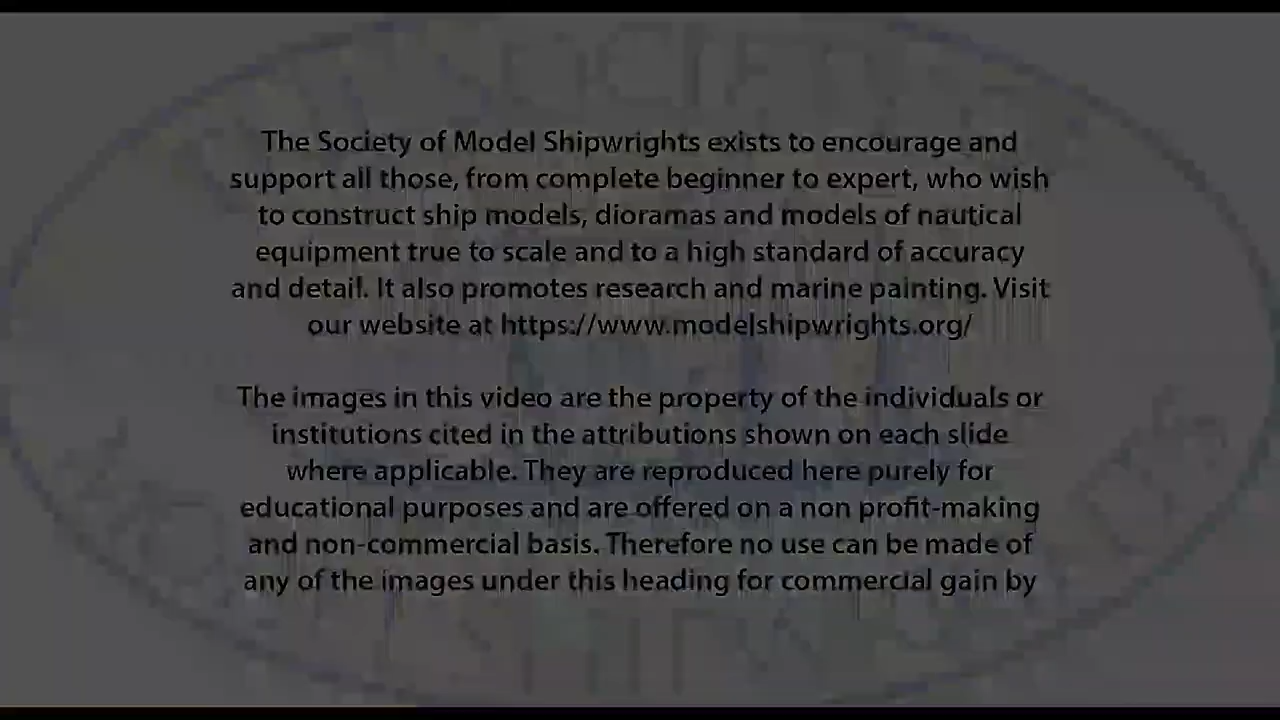 The Society of Model Shipwrights exists to encourage and
support all those, from complete beginner to expert, who wish
to construct ship models, dioramas and models of nautical
equipment true to scale and to a high standard of accuracy
and detail. It also promotes research and marine painting. Visit
our website at https://www.modelshipwrights.org/
The images in this video are the property of the individuals or
institutions cited in the attributions shown on each slide
where applicable. They are reproduced here purely for
educational purposes and are offered on a non profit-making
and non-commercial basis. Therefore no use can be made of
any of the images under this heading for commercial gain by